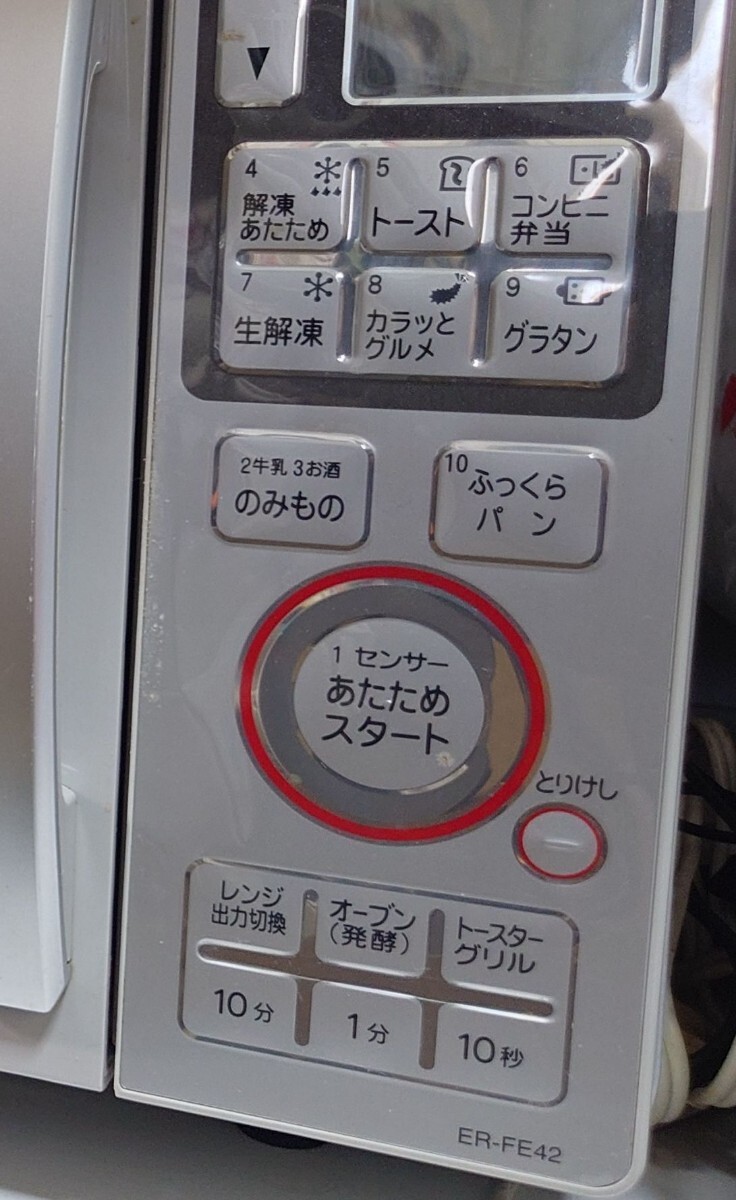 ▼
4
解凍
あたため
5
トースト
6
コンビニ
弁当
7
生解凍
8
カラッと
グルメ
9
グラタン
2牛乳 3お酒
のみもの
10 ふっくら
パン
1 センサー
あたため
スタート
とりけし
レンジ
出力切換
オーブン
(発酵)
トースター
グリル
10分
1分
10秒
ER-FE42